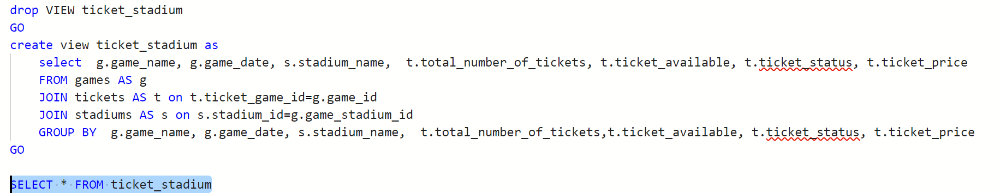 drop VIEW ticket_stadium
GO
create view ticket_stadium as
select  g.game_name, g.game_date, s.stadium_name,  t.total_number_of_tickets, t.ticket_available, t.ticket_status, t.ticket_price
FROM games AS g
JOIN tickets AS t on t.ticket_game_id=g.game_id
JOIN stadiums AS s on s.stadium_id=g.game_stadium_id
GROUP BY  g.game_name, g.game_date, s.stadium_name,  t.total_number_of_tickets,t.ticket_available, t.ticket_status, t.ticket_price
GO
SELECT * FROM ticket_stadium